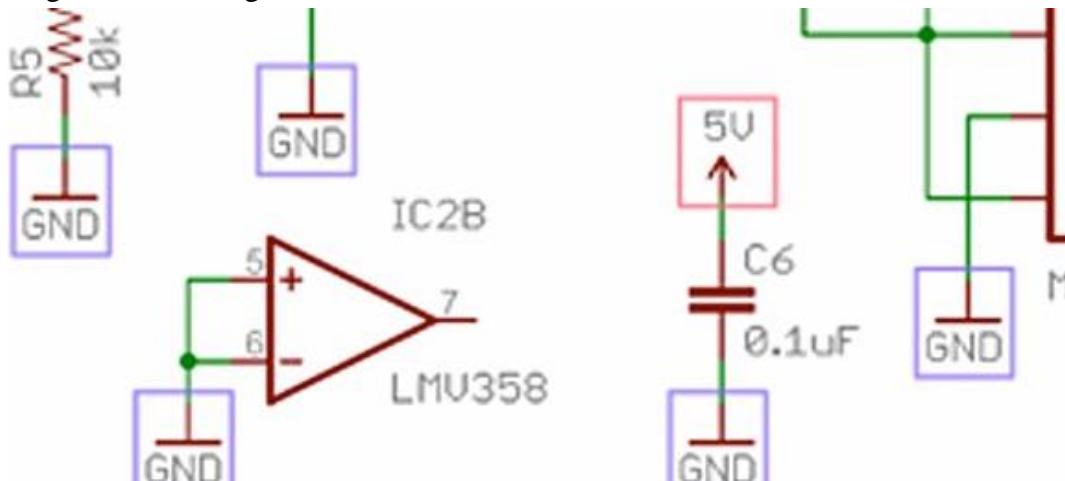 R5
10k
GND
GND
5V
IC2B
5
+
6
−
7
LMV358
C6
0.1uF
GND
GND
GND
M